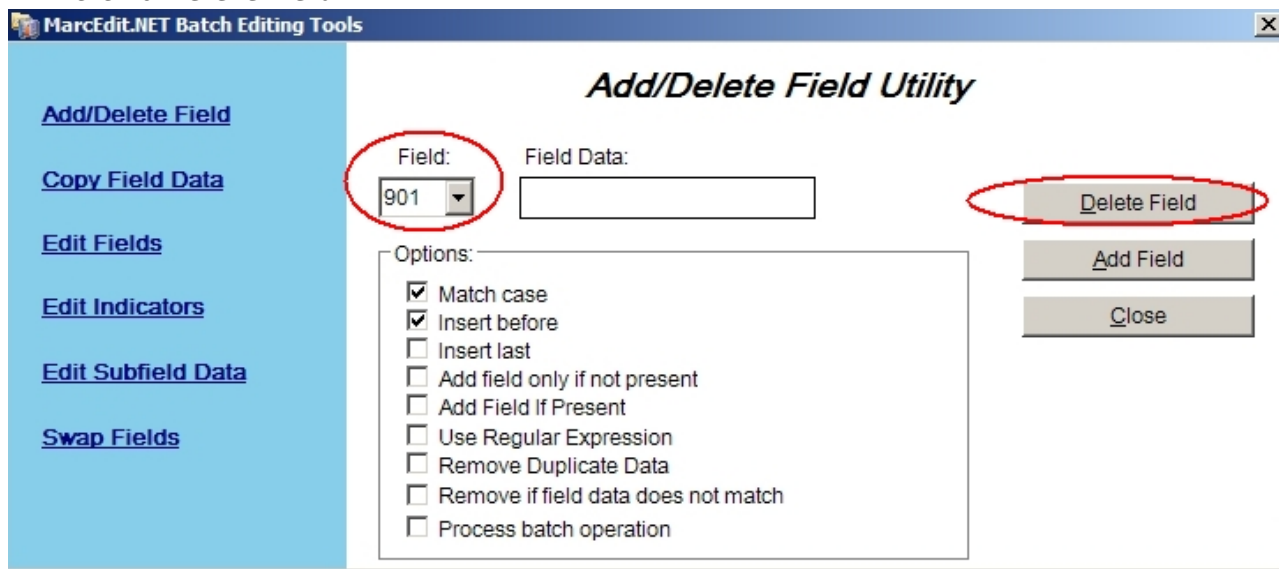 MarcEdit.NET Batch Editing Tools
Add/Delete Field Utility
Add/Delete Field
Copy Field Data
Edit Fields
Edit Indicators
Edit Subfield Data
Swap Fields
Field: Field Data:
901
Options:
Match case
Insert before
Insert last
Add field only if not present
Add Field If Present
Use Regular Expression
Remove Duplicate Data
Remove if field data does not match
Process batch operation
Delete Field
Add Field
Close